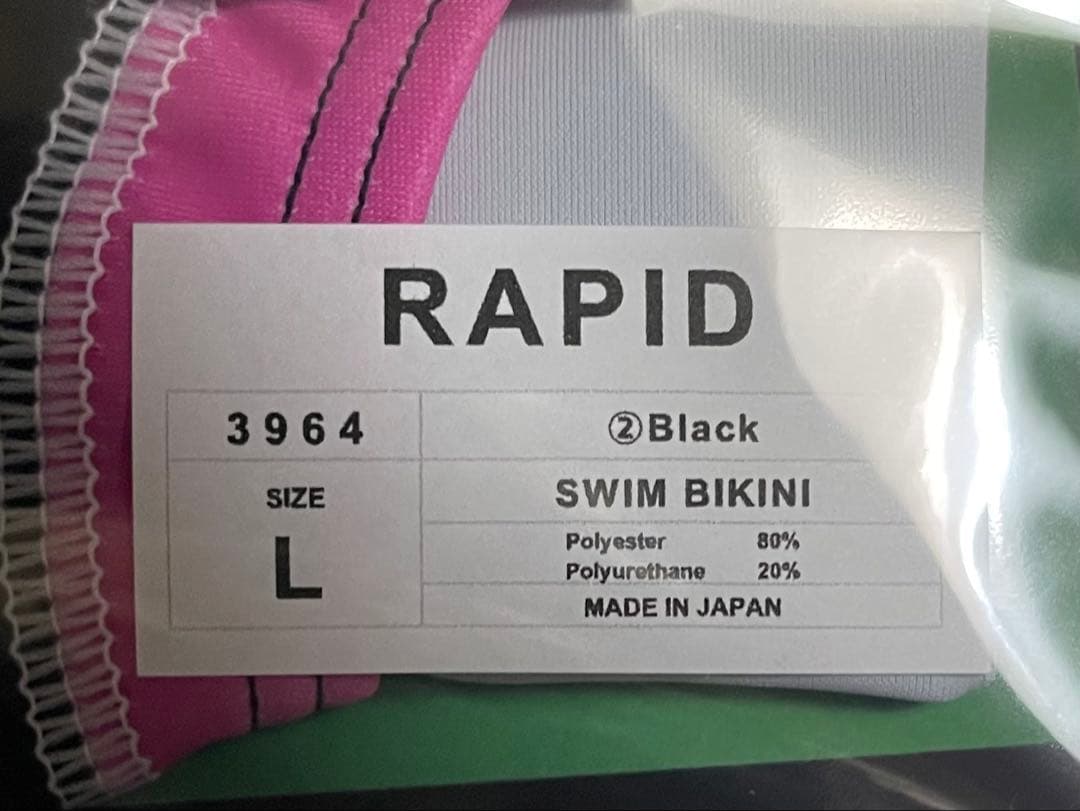 RAPID
3964
②Black
SIZE
L
SWIM BIKINI
Polyester 80%
Polyurethane 20%
MADE IN JAPAN